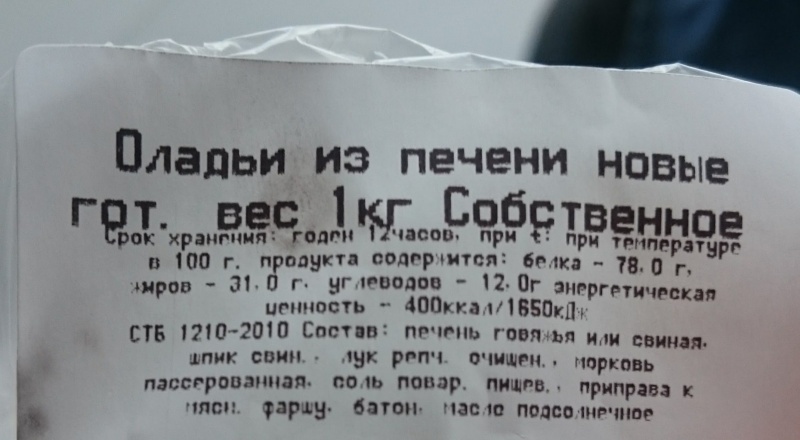 Оладьи из печени новые
гот. вес 1кг Собственное
Срок хранения: годен 12часов, при t: при температуре
в 100 г. продукта содержится: белка - 78.0 г,
жиров - 31.0 г. углеводов - 12.0г энергетическая
ценность - 400ккал/1650кДж
СТБ 1210-2010 Состав: печень говяжья или свиная,
шпик свин., лук репч. очищен., морковь
пассерованная, соль повар. пищев., приправа к
мясн. фаршу, батон, масло подсолнечное